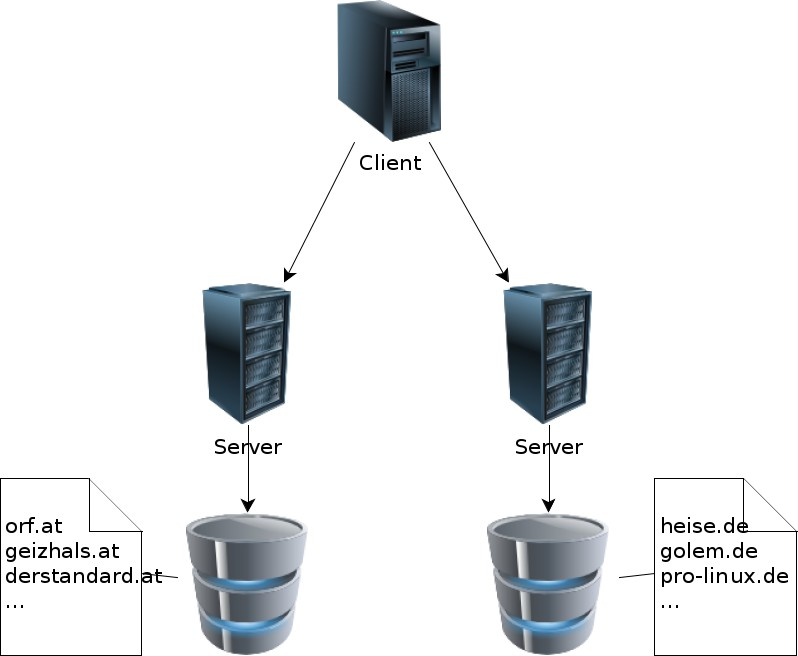 Client
Server
Server
orf.at
geizhals.at
derstandard.at
...
heise.de
golem.de
pro-linux.de
...